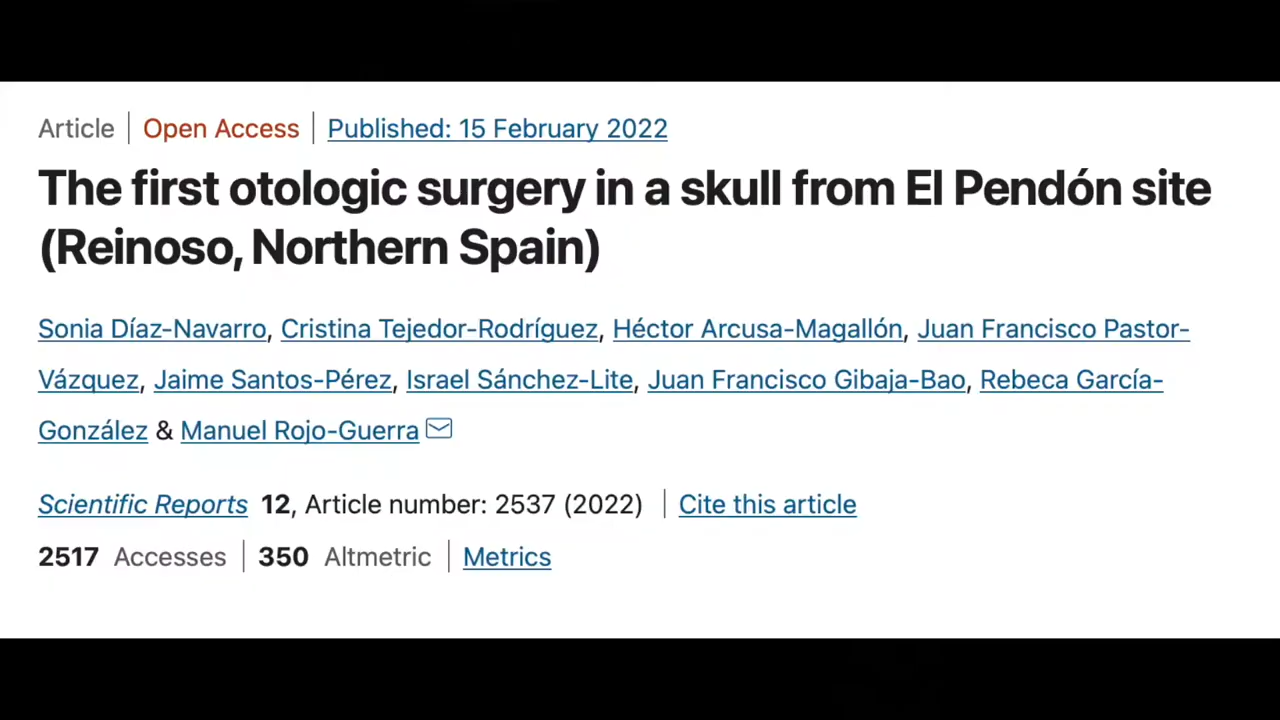 Article | Open Access | Published: 15 February 2022
The first otologic surgery in a skull from El Pendón site
(Reinoso, Northern Spain)
Sonia Díaz-Navarro, Cristina Tejedor-Rodríguez, Héctor Arcusa-Magallón, Juan Francisco Pastor-
Vázquez, Jaime Santos-Pérez, Israel Sánchez-Lite, Juan Francisco Gibaja-Bao, Rebeca García-
González & Manuel Rojo-Guerra
Scientific Reports 12, Article number: 2537 (2022) | Cite this article
2517 Accesses | 350 Altmetric | Metrics